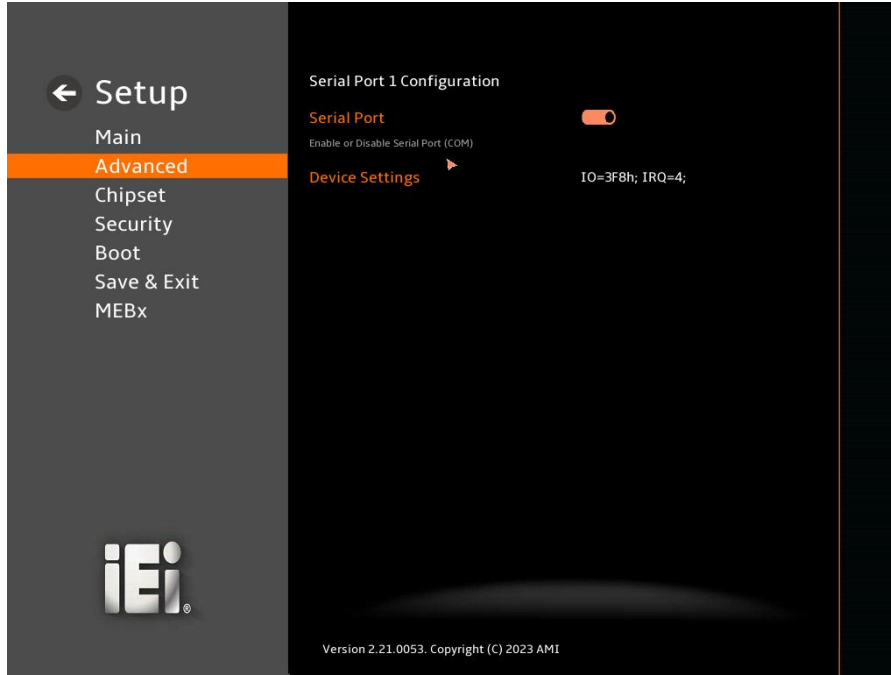 Setup
Main
Advanced
Chipset
Security
Boot
Save & Exit
MEBx
iEi®
Serial Port 1 Configuration
Serial Port
Enable or Disable Serial Port (COM)
Device Settings IO=3F8h; IRQ=4;
Version 2.21.0053. Copyright (C) 2023 AMI